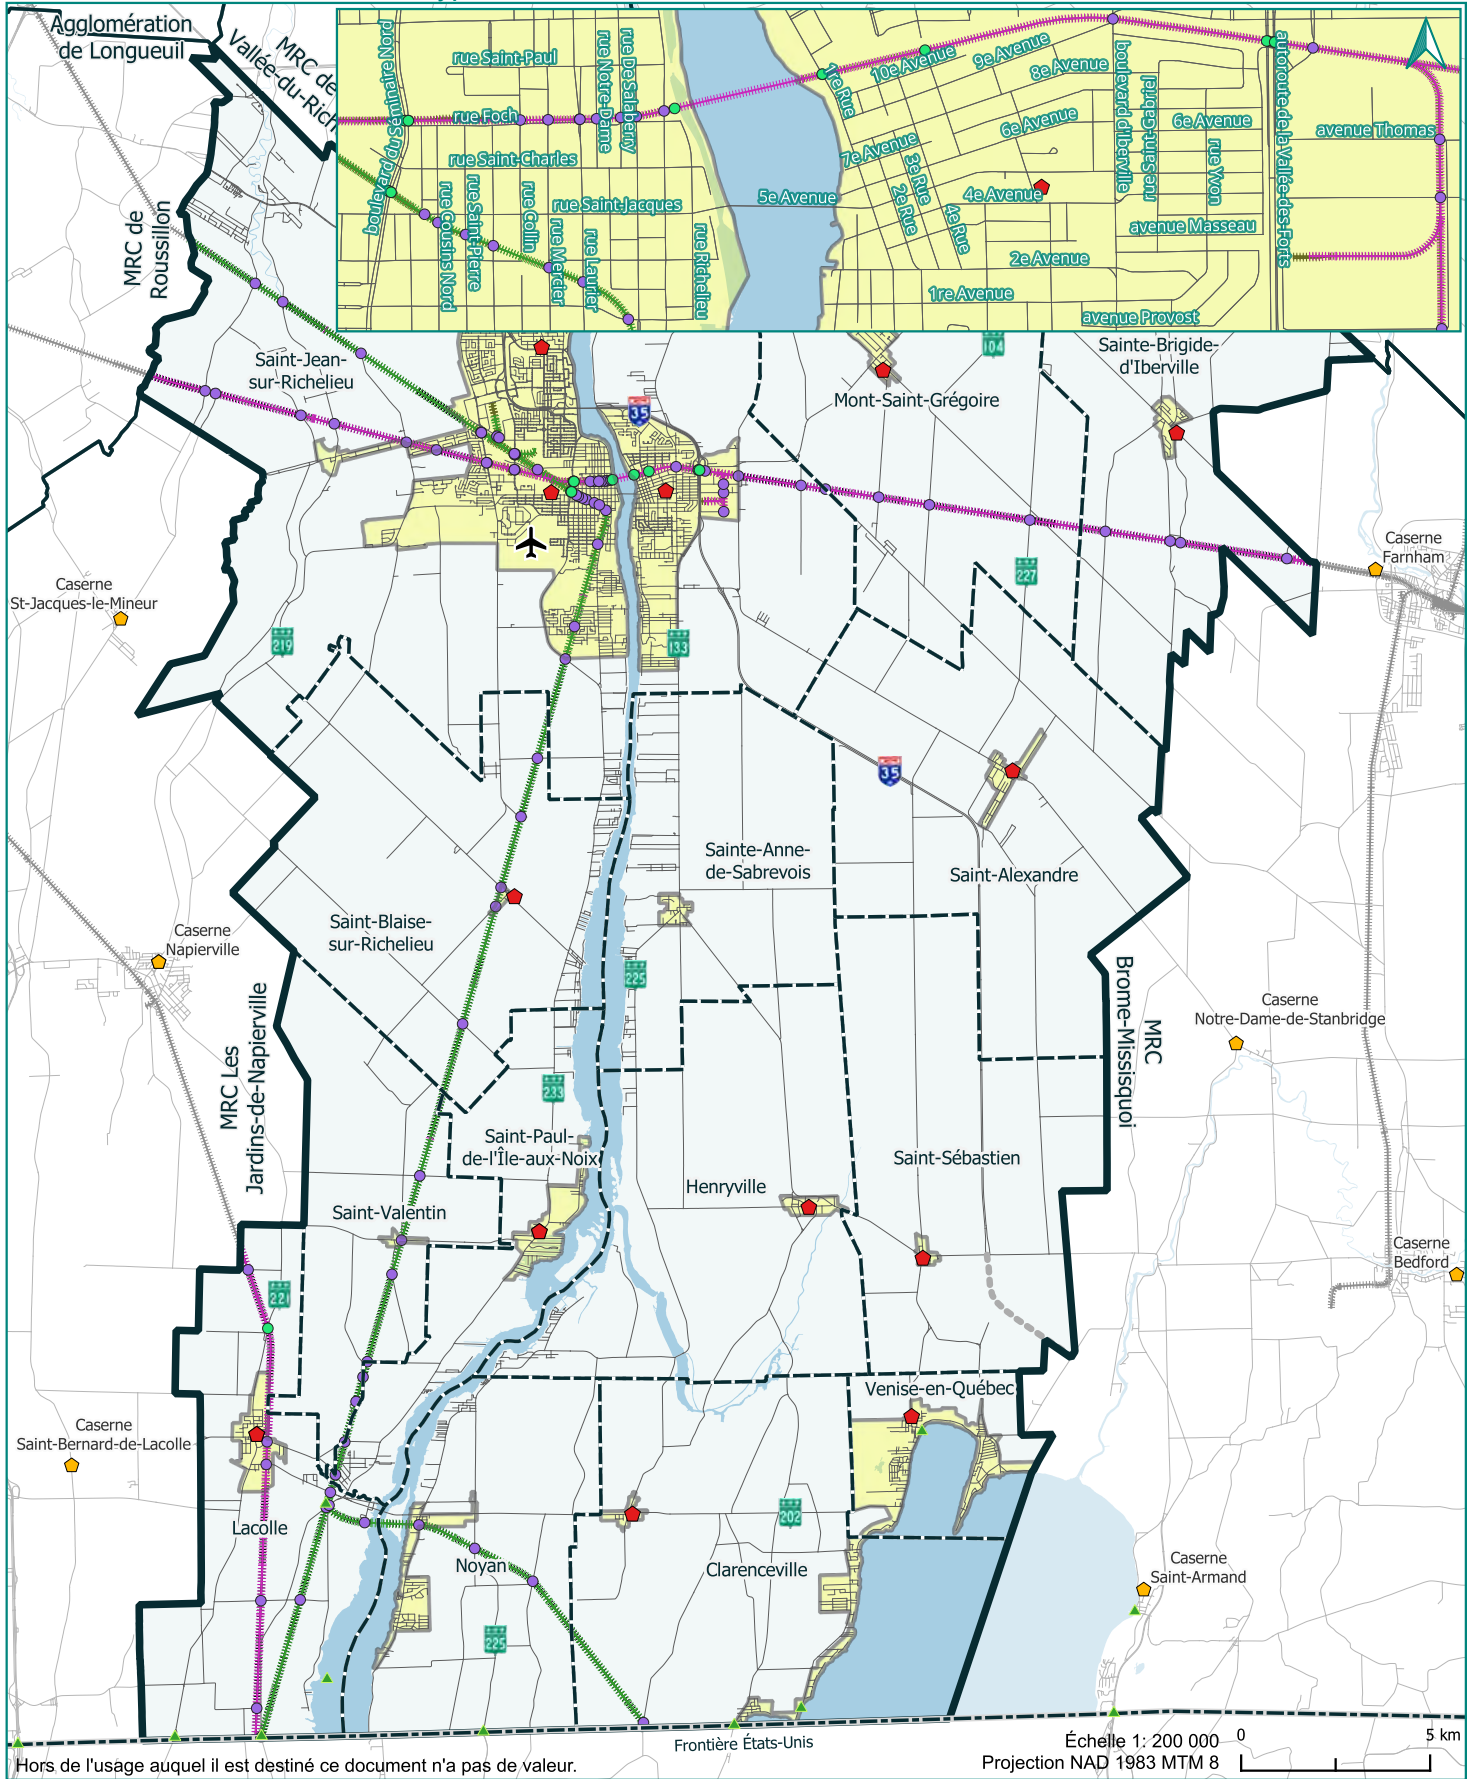 Agglomération
de Longueuil
MRC de
Vallée-du-Rich
boulevard du Séminaire Nord
rue Saint-Paul
rue Notre-Dame
rue De Salaberry
rue Foch
rue Saint-Charles
rue Cousins Nord
rue Saint-Pierre
rue Collin
rue Mercier
rue Laurier
rue Saint-Jacques
rue Richelieu
1re Rue
10e Avenue
9e Avenue
8e Avenue
7e Avenue
6e Avenue
5e Avenue
4e Avenue
3e Rue
2e Rue
4e Rue
2e Avenue
1re Avenue
boulevard d'Iberville
rue Saint-Gabriel
6e Avenue
rue Won
avenue Masseau
avenue Provost
autoroute de la Vallée-des-Forts
avenue Thomas
MRC de
Roussillon
Saint-Jean-
sur-Richelieu
35
104
Mont-Saint-Grégoire
Sainte-Brigide-
d'Iberville
Caserne
Farnham
Caserne
St-Jacques-le-Mineur
219
133
227
35
Sainte-Anne-
de-Sabrevois
Saint-Alexandre
Saint-Blaise-
sur-Richelieu
Caserne
Napierville
225
MRC
Brome-Missisquoi
Caserne
Notre-Dame-de-Stanbridge
MRC Les
Jardins-de-Napierville
233
Saint-Paul-
de-l'Île-aux-Noix
Saint-Sébastien
Henryville
Saint-Valentin
Caserne
Bedford
221
Venise-en-Québec
Caserne
Saint-Bernard-de-Lacolle
202
Lacolle
Noyan
Clarenceville
Caserne
Saint-Armand
225
Frontière États-Unis
Échelle 1: 200 000
Projection NAD 1983 MTM 8
0
5 km
Hors de l'usage auquel il est destiné ce document n'a pas de valeur.